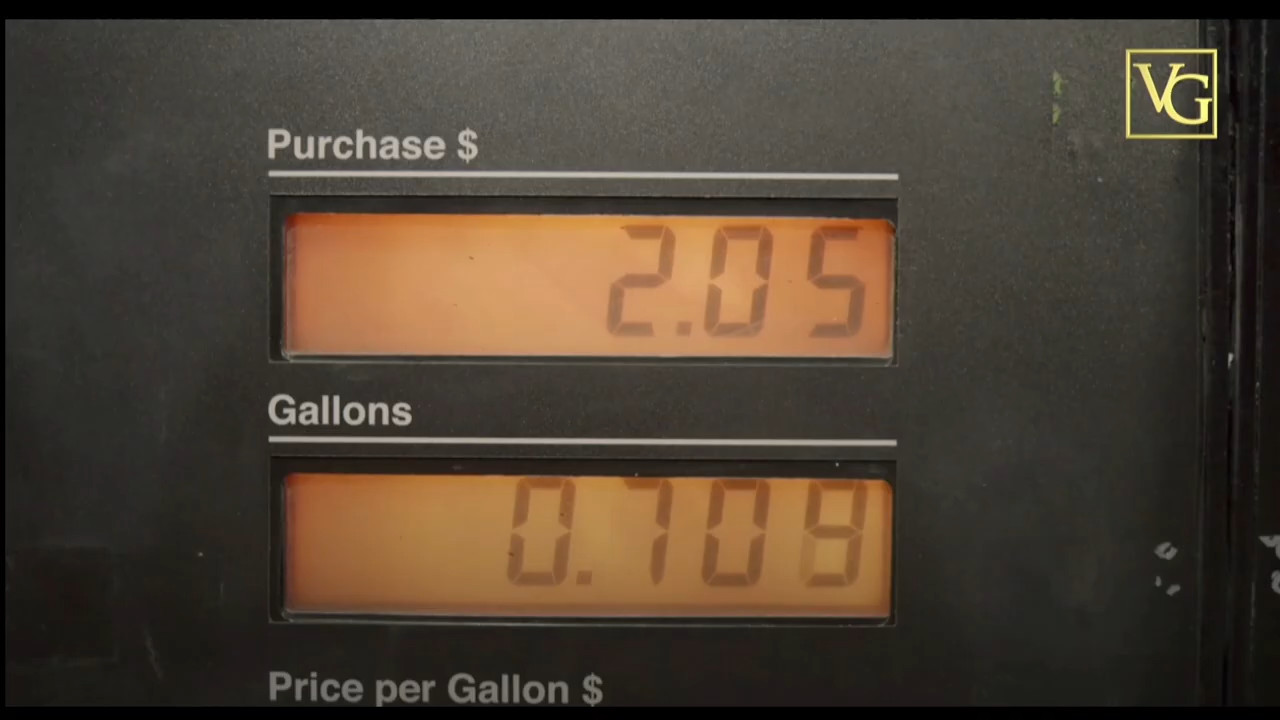 VG
Purchase $
2.05
Gallons
0.708
Price per Gallon $